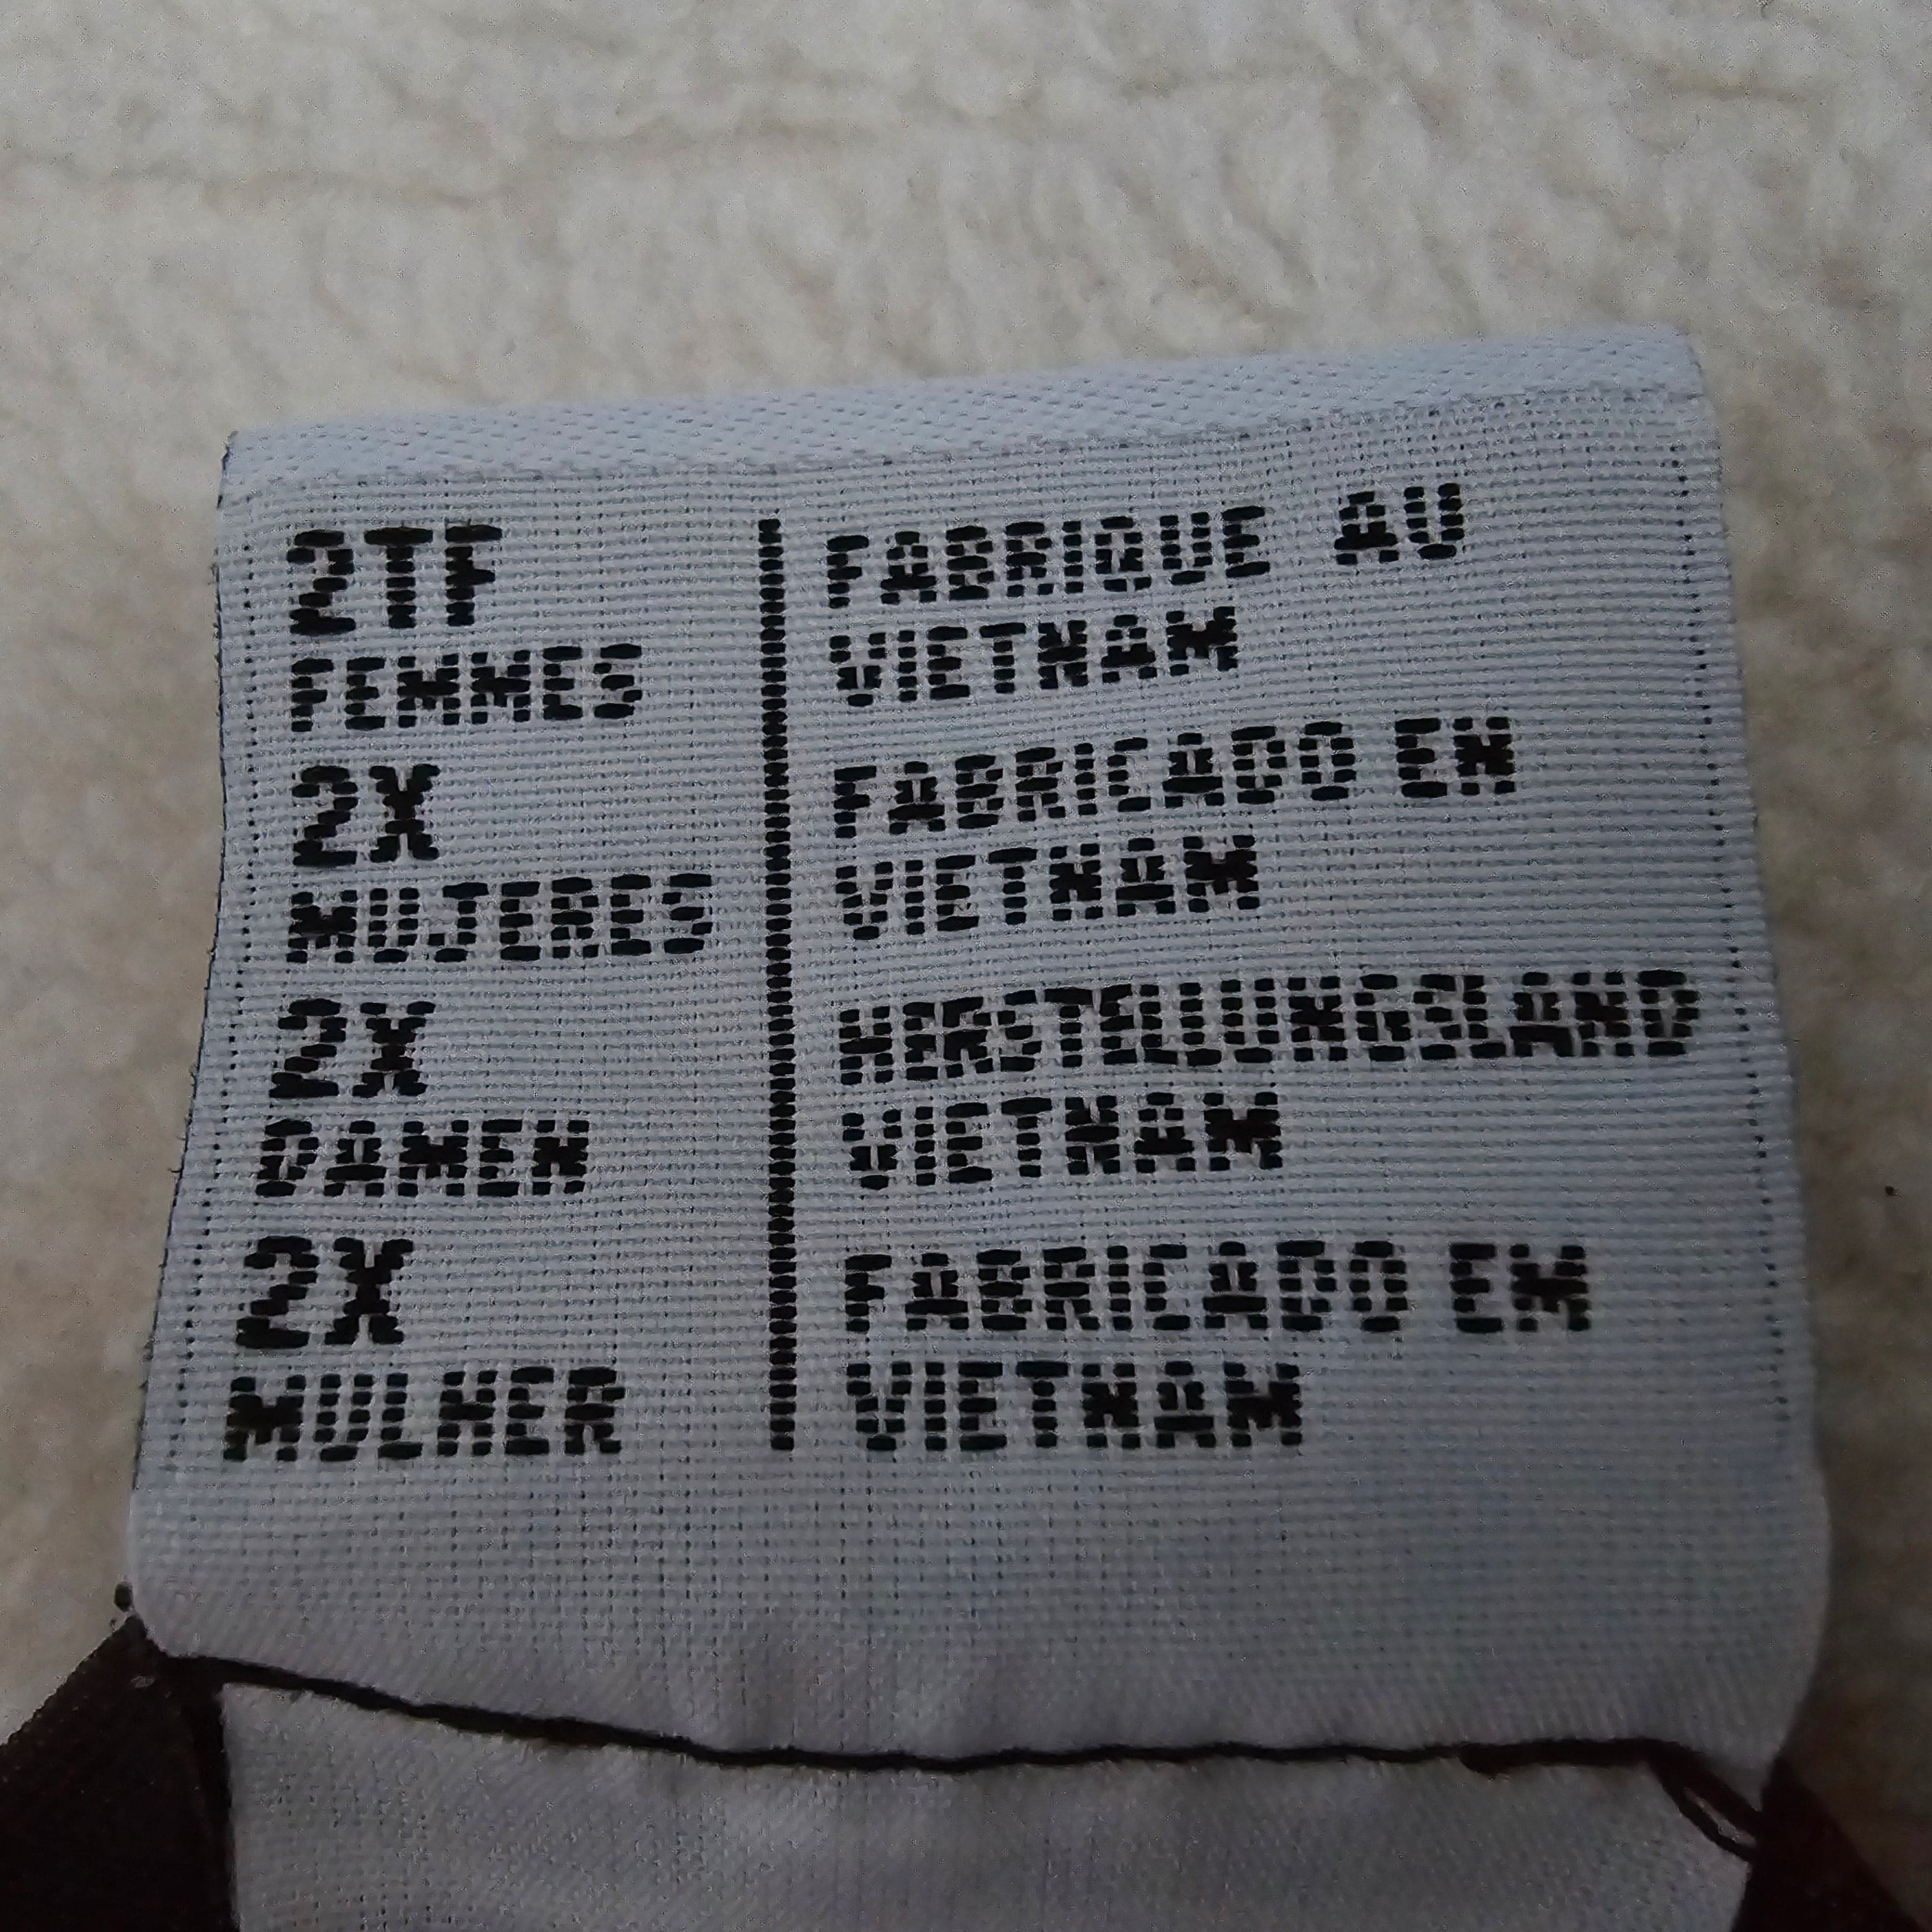 2TF
FEMMES
2X
MUJERES
2X
DAMEN
2X
MULHER
FABRIQUE AU
VIETNAM
FABRICADO EN
VIETNAM
HERSTELLUNGSLAND
VIETNAM
FABRICADO EM
VIETNAM